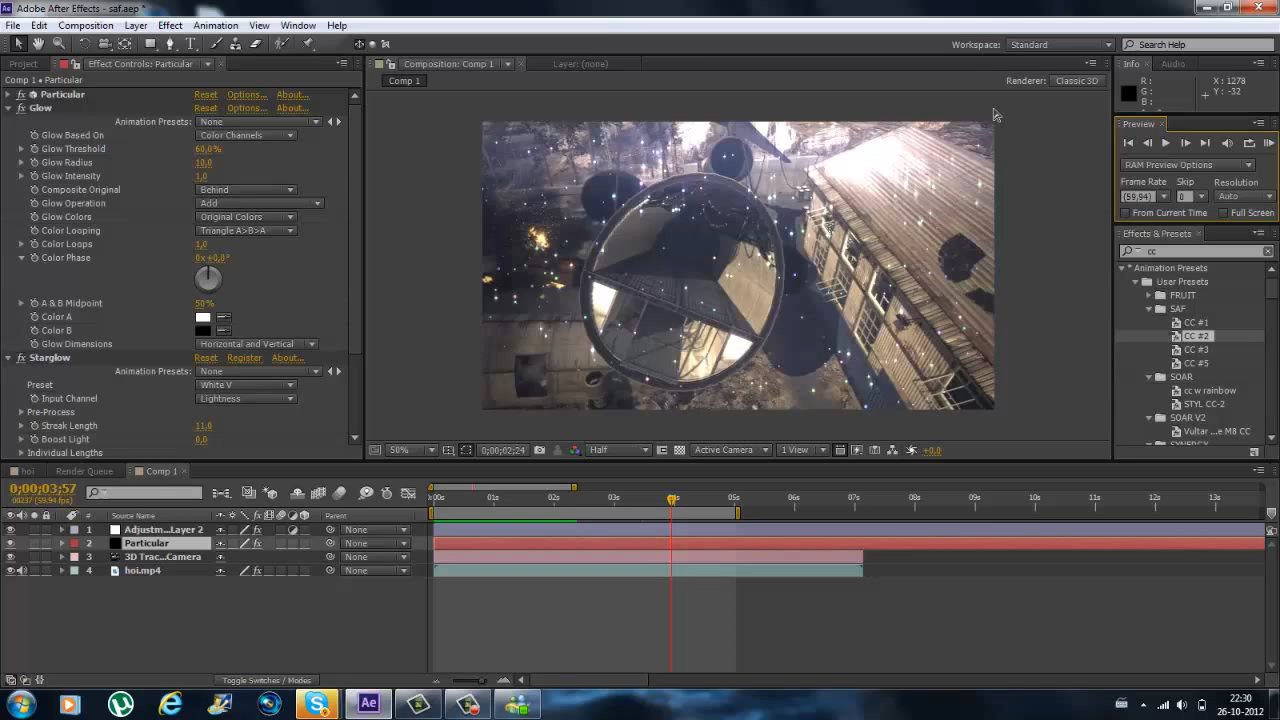 Adobe After Effects - saf.aep *
File Edit Composition Layer Effect Animation View Window Help
Workspace: Standard Search Help
Project Effect Controls: Particular Composition: Comp 1 Layer: (none) Info Audio
Comp 1 • Particular Comp 1 Renderer: Classic 3D
R: X: 1278
G: Y: -32
B:
Particular Reset Options... About...
Glow Reset Options... About...
Animation Presets: None
Glow Based On Color Channels
Glow Threshold 60,0%
Glow Radius 10,0
Glow Intensity 1,0
Composite Original Behind
Glow Operation Add
Glow Colors Original Colors
Color Looping Triangle A>B>A
Color Loops 1,0
Color Phase 0x+0,0°
A & B Midpoint 50%
Color A
Color B
Glow Dimensions Horizontal and Vertical
Starglow Reset Register About...
Animation Presets: None
Preset White V
Input Channel Lightness
Pre-Process
Streak Length 11,0
Boost Light 0,0
Individual Lengths
Preview
RAM Preview Options
Frame Rate Skip Resolution
(59,94) 0 Auto
From Current Time Full Screen
Effects & Presets
cc
* Animation Presets
User Presets
FRUIT
SAF
CC #1
CC #2
CC #3
CC #5
SOAR
cc w rainbow
STYL CC-2
SOAR V2
Vultar ...e M8 CC
SYNERGY
50% 0;00;02;24 Half Active Camera 1 View +0,0
hoi Render Queue Comp 1
0;00;03;57
00237 (59.94 fps)
00s 01s 02s 03s 04s 05s 06s 07s 08s 09s 10s 11s 12s 13s
# Source Name Parent
1 Adjustm...Layer 2 None
2 Particular None
3 3D Trac...Camera None
4 hoi.mp4 None
Toggle Switches / Modes
22:30
26-10-2012